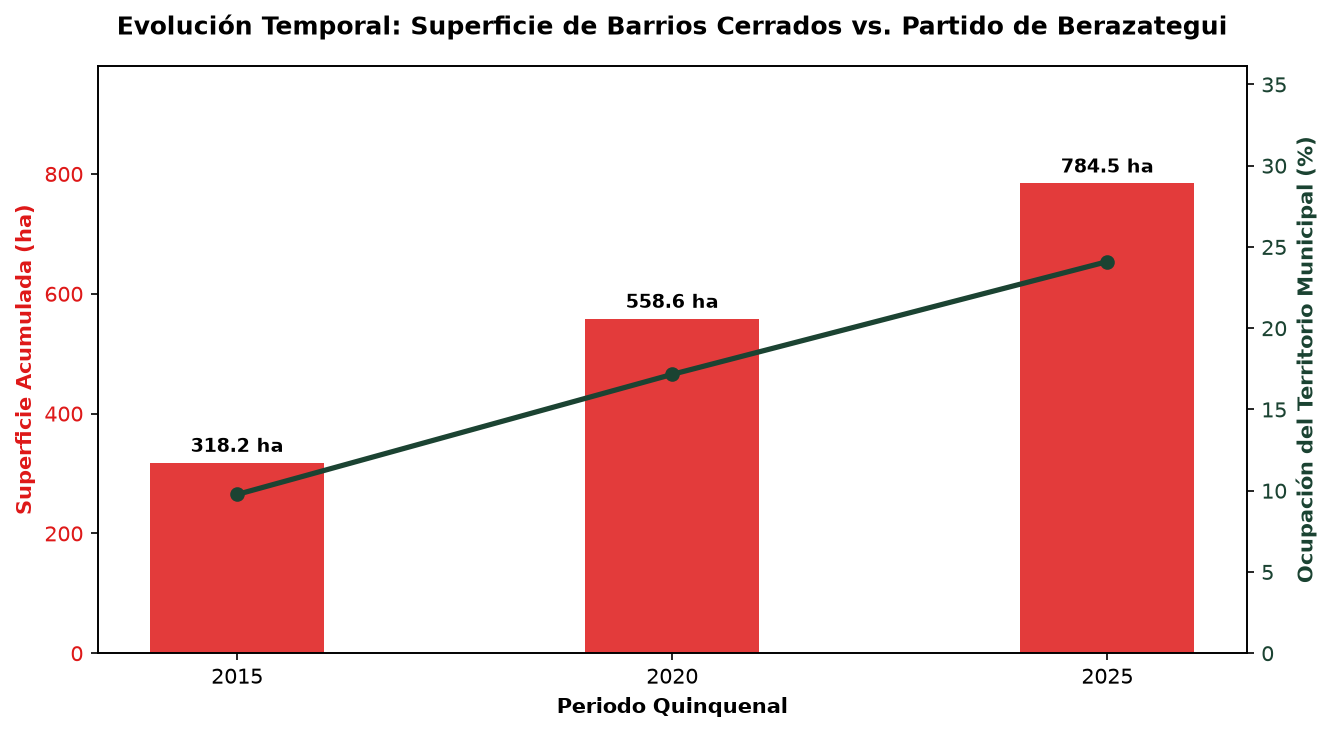 Evolución Temporal: Superficie de Barrios Cerrados vs. Partido de Berazategui
Superficie Acumulada (ha)
800
600
400
200
0
318.2 ha
558.6 ha
784.5 ha
35
30
25
20
15
10
5
0
Ocupación del Territorio Municipal (%)
2015
2020
2025
Periodo Quinquenal